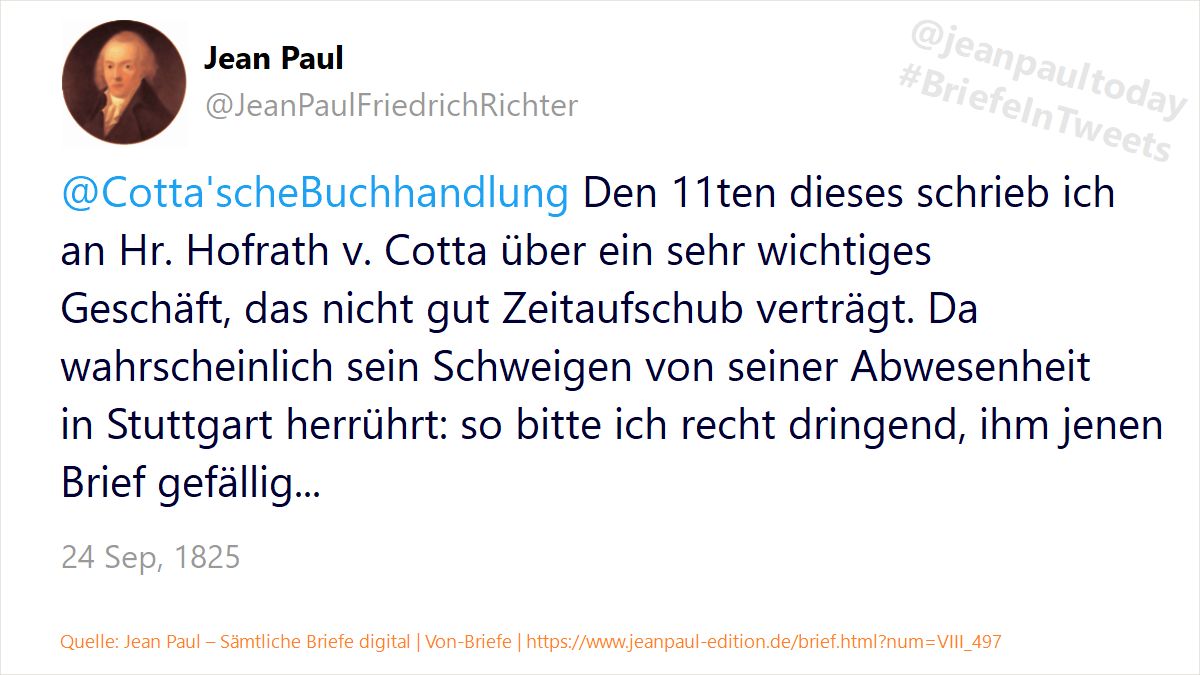 Jean Paul
@JeanPaulFriedrichRichter
@jeanpaultoday
#BriefeInTweets
@Cotta'scheBuchhandlung Den 11ten dieses schrieb ich
an Hr. Hofrath v. Cotta über ein sehr wichtiges
Geschäft, das nicht gut Zeitaufschub verträgt. Da
wahrscheinlich sein Schweigen von seiner Abwesenheit
in Stuttgart herrührt: so bitte ich recht dringend, ihm jenen
Brief gefällig...
24 Sep, 1825
Quelle: Jean Paul – Sämtliche Briefe digital | Von-Briefe | https://www.jeanpaul-edition.de/brief.html?num=VIII_497